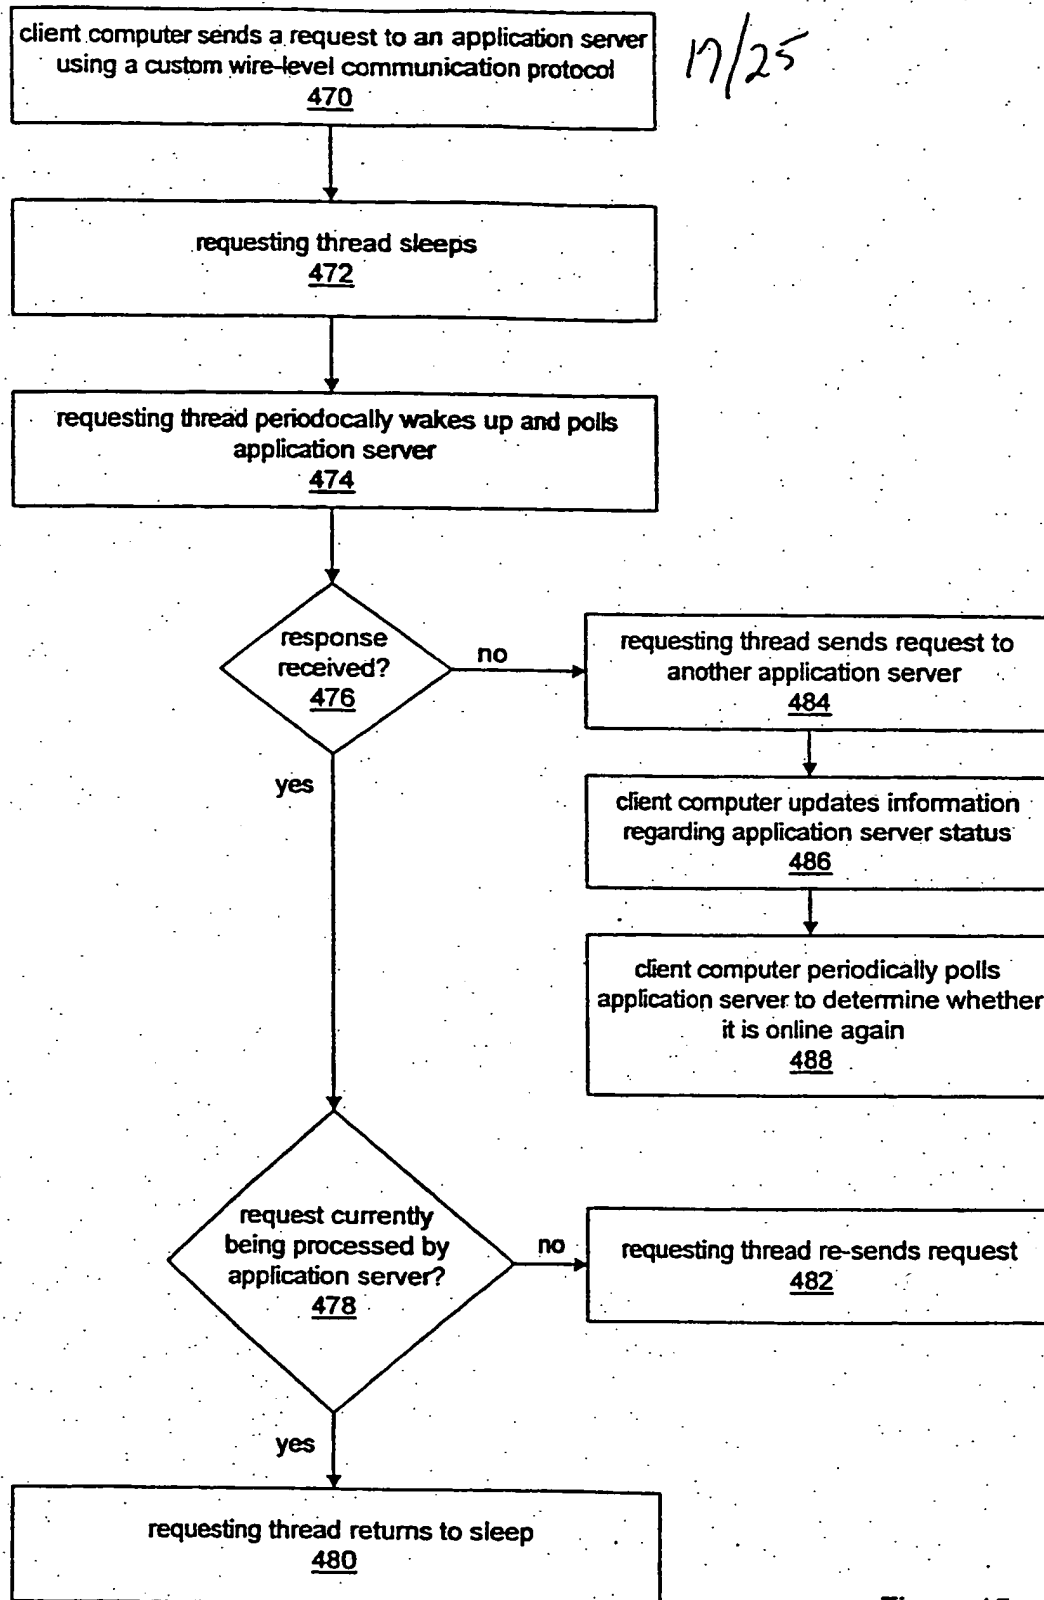 client computer sends a request to an application server
using a custom wire-level communication protocol
470
17/25
requesting thread sleeps
472
requesting thread periodocally wakes up and polls
application server
474
response
received?
476
no
yes
requesting thread sends request to
another application server
484
client computer updates information
regarding application server status
486
client computer periodically polls
application server to determine whether
it is online again
488
request currently
being processed by
application server?
478
no
yes
requesting thread re-sends request
482
requesting thread returns to sleep
480